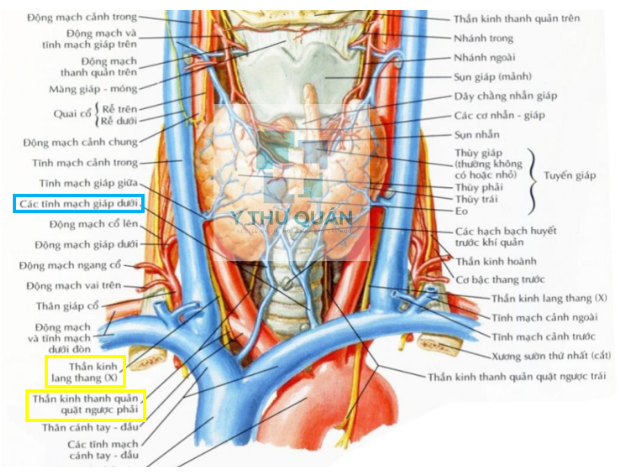 Động mạch cảnh trong
Động mạch và
tĩnh mạch giáp trên
Động mạch
thanh quản trên
Màng giáp - móng
Quai cổ { Rễ trên
Rễ dưới
Động mạch cảnh chung
Tĩnh mạch cảnh trong
Tĩnh mạch giáp giữa
Các tĩnh mạch giáp dưới
Động mạch cổ lên
Động mạch giáp dưới
Động mạch ngang cổ
Động mạch vai trên
Thân giáp cổ
Động mạch
và tĩnh mạch
dưới đòn
Thần kinh
lang thang (X)
Thần kinh thanh quản
quặt ngược phải
Thân cánh tay - đầu
Các tĩnh mạch
cánh tay - đầu
Y THƯ QUÁN
Thần kinh thanh quản trên
Nhánh trong
Nhánh ngoài
Sụn giáp (mảnh)
Dây chằng nhẫn giáp
Các cơ nhẫn - giáp
Sụn nhẫn
Thùy giáp
(thường không
có hoặc nhỏ)
Thùy phải
Thùy trái
Eo
Tuyến giáp
Các hạch bạch huyết
trước khí quản
Thần kinh hoành
Cơ bậc thang trước
Thần kinh lang thang (X)
Tĩnh mạch cảnh ngoài
Tĩnh mạch cảnh trước
Xương sườn thứ nhất (cắt)
Thần kinh thanh quản quặt ngược trái